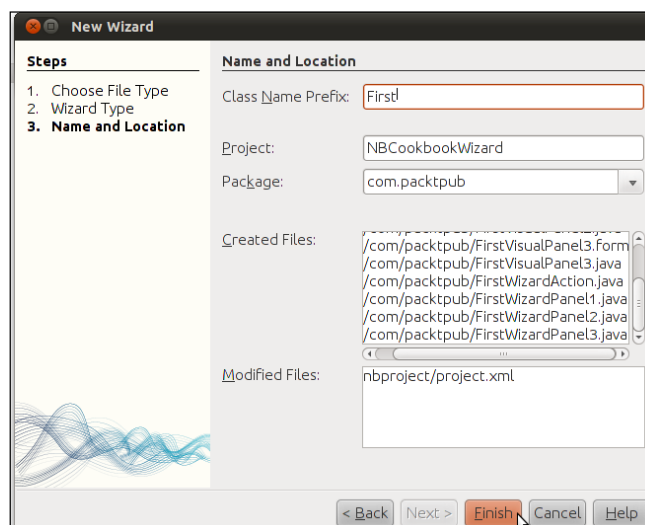 New Wizard
Steps
1. Choose File Type
2. Wizard Type
3. Name and Location
Name and Location
Class Name Prefix: First
Project: NBCookbookWizard
Package: com.packtpub
Created Files:
/com/packtpub/FirstVisualPanel3.form
/com/packtpub/FirstVisualPanel3.java
/com/packtpub/FirstWizardAction.java
/com/packtpub/FirstWizardPanel1.java
/com/packtpub/FirstWizardPanel2.java
/com/packtpub/FirstWizardPanel3.java
Modified Files: nbproject/project.xml
< Back Next > Finish Cancel Help